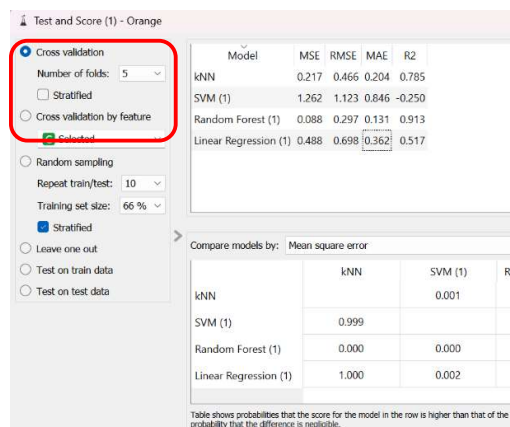 Test and Score (1) - Orange
Cross validation
Number of folds: 5
Stratified
Cross validation by feature
Selected
Random sampling
Repeat train/test: 10
Training set size: 66 %
Stratified
Leave one out
Test on train data
Test on test data
Model MSE RMSE MAE R2
kNN 0.217 0.466 0.204 0.785
SVM (1) 1.262 1.123 0.846 -0.250
Random Forest (1) 0.088 0.297 0.131 0.913
Linear Regression (1) 0.488 0.698 0.362 0.517
Compare models by: Mean square error
kNN SVM (1) R
kNN 0.001
SVM (1) 0.999
Random Forest (1) 0.000 0.000
Linear Regression (1) 1.000 0.002
Table shows probabilities that the score for the model in the row is higher than that of the
probability that the difference is negligible.